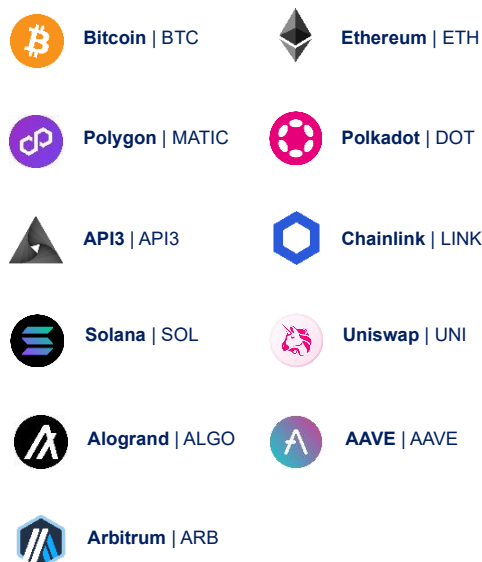 Bitcoin | BTC
Ethereum | ETH
Polygon | MATIC
Polkadot | DOT
API3 | API3
Chainlink | LINK
Solana | SOL
Uniswap | UNI
Alogrand | ALGO
AAVE | AAVE
Arbitrum | ARB